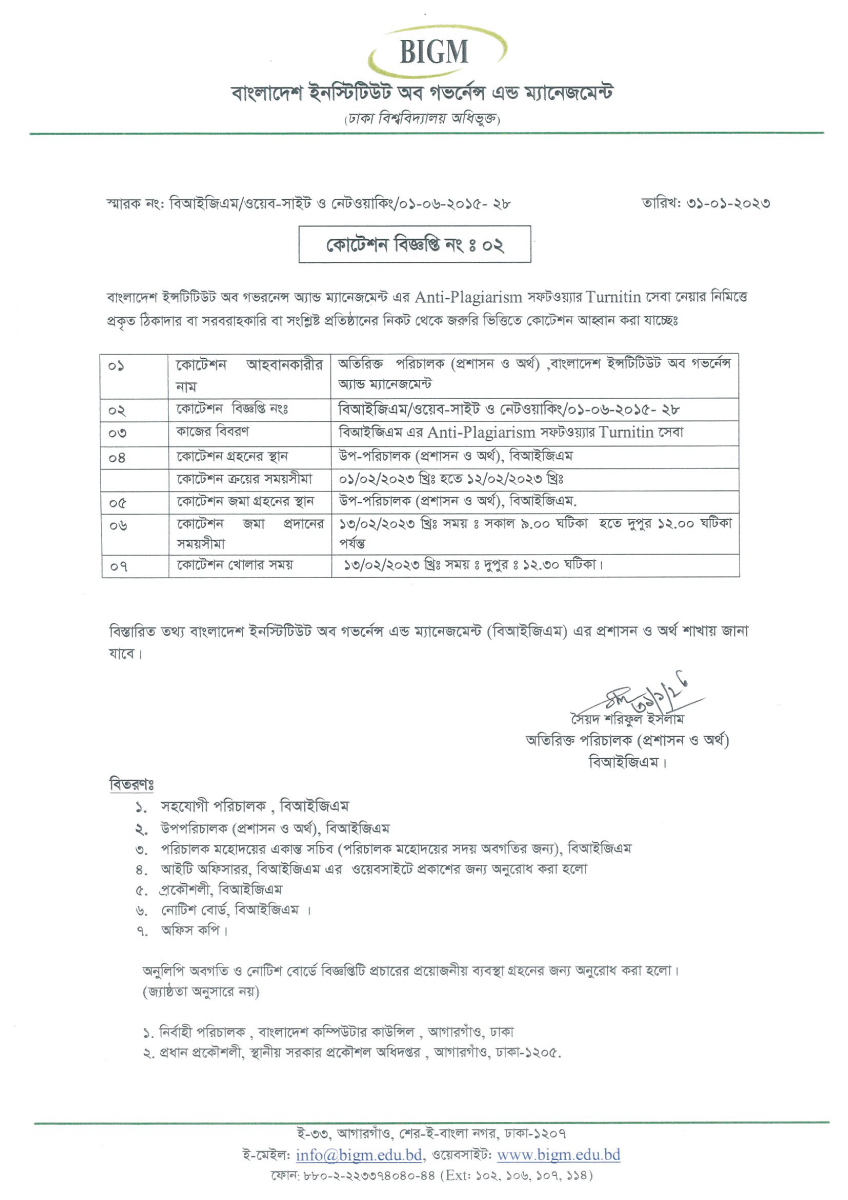 BIGM
বাংলাদেশ ইনস্টিটিউট অব গভর্নেন্স এন্ড ম্যানেজমেন্ট
(ঢাকা বিশ্ববিদ্যালয় অধিভুক্ত)
স্মারক নং: বিআইজিএম/ওয়েব-সাইট ও নেটওয়াকিং/০১-০৬-২০১৫- ২৮ তারিখ: ৩১-০১-২০২৩
কোটেশন বিজ্ঞপ্তি নং ঃ ০২
বাংলাদেশ ইন্সটিটিউট অব গভরনেন্স অ্যান্ড ম্যানেজমেন্ট এর Anti-Plagiarism সফটওয়্যার Turnitin সেবা নেয়ার নিমিত্তে
প্রকৃত ঠিকাদার বা সরবরাহকারি বা সংশ্লিষ্ট প্রতিষ্ঠানের নিকট থেকে জরুরি ভিত্তিতে কোটেশন আহ্বান করা যাচ্ছেঃ
০১ কোটেশন আহবানকারীর নাম অতিরিক্ত পরিচালক (প্রশাসন ও অর্থ) ,বাংলাদেশ ইন্সটিটিউট অব গভর্নেন্স
অ্যান্ড ম্যানেজমেন্ট
০২ কোটেশন বিজ্ঞপ্তি নংঃ বিআইজিএম/ওয়েব-সাইট ও নেটওয়াকিং/০১-০৬-২০১৫- ২৮
০৩ কাজের বিবরণ বিআইজিএম এর Anti-Plagiarism সফটওয়্যার Turnitin সেবা
০৪ কোটেশন গ্রহনের স্থান উপ-পরিচালক (প্রশাসন ও অর্থ), বিআইজিএম
কোটেশন ক্রয়ের সময়সীমা ০১/০২/২০২৩ খ্রিঃ হতে ১২/০২/২০২৩ খ্রিঃ
০৫ কোটেশন জমা গ্রহনের স্থান উপ-পরিচালক (প্রশাসন ও অর্থ), বিআইজিএম.
০৬ কোটেশন জমা প্রদানের সময়সীমা ১৩/০২/২০২৩ খ্রিঃ সময় ঃ সকাল ৯.০০ ঘটিকা হতে দুপুর ১২.০০ ঘটিকা
পর্যন্ত
০৭ কোটেশন খোলার সময় ১৩/০২/২০২৩ খ্রিঃ সময় ঃ দুপুর ঃ ১২.৩০ ঘটিকা।
বিস্তারিত তথ্য বাংলাদেশ ইনস্টিটিউট অব গভর্নেন্স এন্ড ম্যানেজমেন্ট (বিআইজিএম) এর প্রশাসন ও অর্থ শাখায় জানা
যাবে।
সৈয়দ শরিফুল ইসলাম
অতিরিক্ত পরিচালক (প্রশাসন ও অর্থ)
বিআইজিএম।
বিতরণঃ
১. সহযোগী পরিচালক , বিআইজিএম
২. উপপরিচালক (প্রশাসন ও অর্থ), বিআইজিএম
৩. পরিচালক মহোদয়ের একান্ত সচিব (পরিচালক মহোদয়ের সদয় অবগতির জন্য), বিআইজিএম
৪. আইটি অফিসারর, বিআইজিএম এর ওয়েবসাইটে প্রকাশের জন্য অনুরোধ করা হলো
৫. প্রকৌশলী, বিআইজিএম
৬. নোটিশ বোর্ড, বিআইজিএম ।
৭. অফিস কপি।
অনুলিপি অবগতি ও নোটিশ বোর্ডে বিজ্ঞপ্তিটি প্রচারের প্রয়োজনীয় ব্যবস্থা গ্রহনের জন্য অনুরোধ করা হলো।
(জ্যাষ্ঠতা অনুসারে নয়)
১. নির্বাহী পরিচালক , বাংলাদেশ কম্পিউটার কাউন্সিল , আগারগাঁও, ঢাকা
২. প্রধান প্রকৌশলী, স্থানীয় সরকার প্রকৌশল অধিদপ্তর , আগারগাঁও, ঢাকা-১২০৫.
ই-৩৩, আগারগাঁও, শের-ই-বাংলা নগর, ঢাকা-১২০৭
ই-মেইল: info@bigm.edu.bd, ওয়েবসাইট: www.bigm.edu.bd
ফোন: ৮৮০-২-২২৩৩৭৪০৪০-৪৪ (Ext: ১০২, ১০৬, ১০৭, ১১৪)